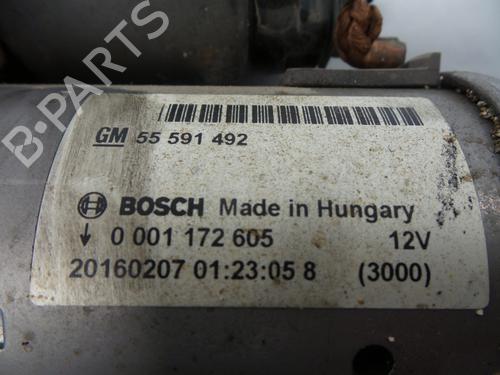 B-PARTS
GM 55 591 492
BOSCH Made in Hungary
0 001 172 605 12V
20160207 01:23:05 8 (3000)